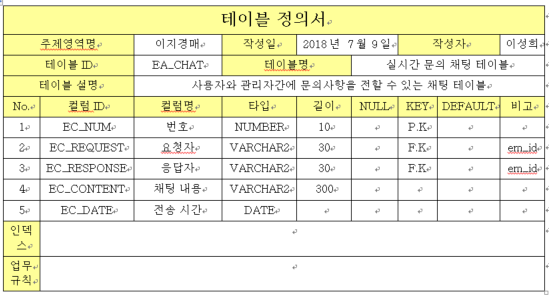 테이블 정의서
주제영역명 이지경매 작성일 2018년 7월 9일 작성자 이성희
테이블 ID EA_CHAT 테이블명 실시간 문의 채팅 테이블
테이블 설명 사용자와 관리자간에 문의사항을 전할 수 있는 채팅 테이블
No. 컬럼 ID 컬럼명 타입 길이 NULL KEY DEFAULT 비고
1 EC_NUM 번호 NUMBER 10 P.K
2 EC_REQUEST 요청자 VARCHAR2 30 F.K em_id
3 EC_RESPONSE 응답자 VARCHAR2 30 F.K em_id
4 EC_CONTENT 채팅 내용 VARCHAR2 300
5 EC_DATE 전송 시간 DATE
인덱
스
업무
규칙